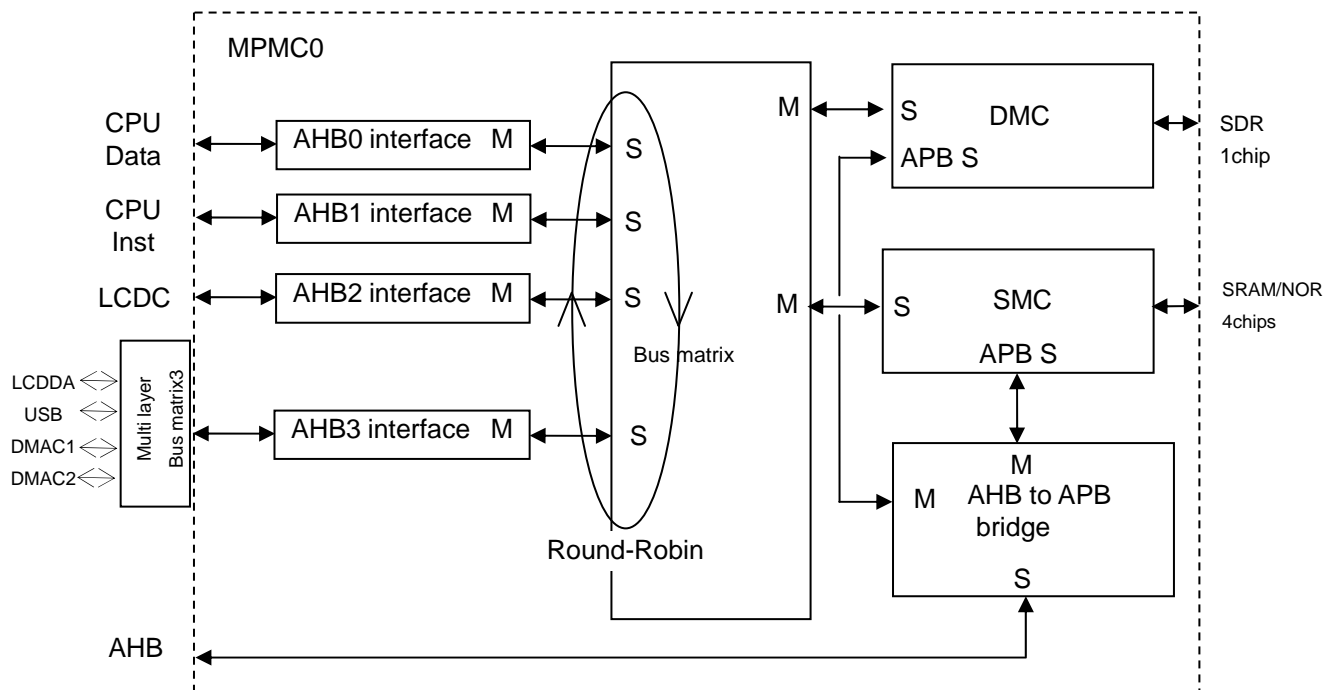 MPMC0
CPU
Data
AHB0 interface M
S
M
S
DMC
APB S
SDR
1chip
CPU
Inst
AHB1 interface M
S
LCDC
AHB2 interface M
S
M
S
SMC
APB S
SRAM/NOR
4chips
Bus matrix
LCDDA
USB
DMAC1
DMAC2
Multi layer
Bus matrix3
AHB3 interface M
S
Round-Robin
M
M
AHB to APB
bridge
S
AHB